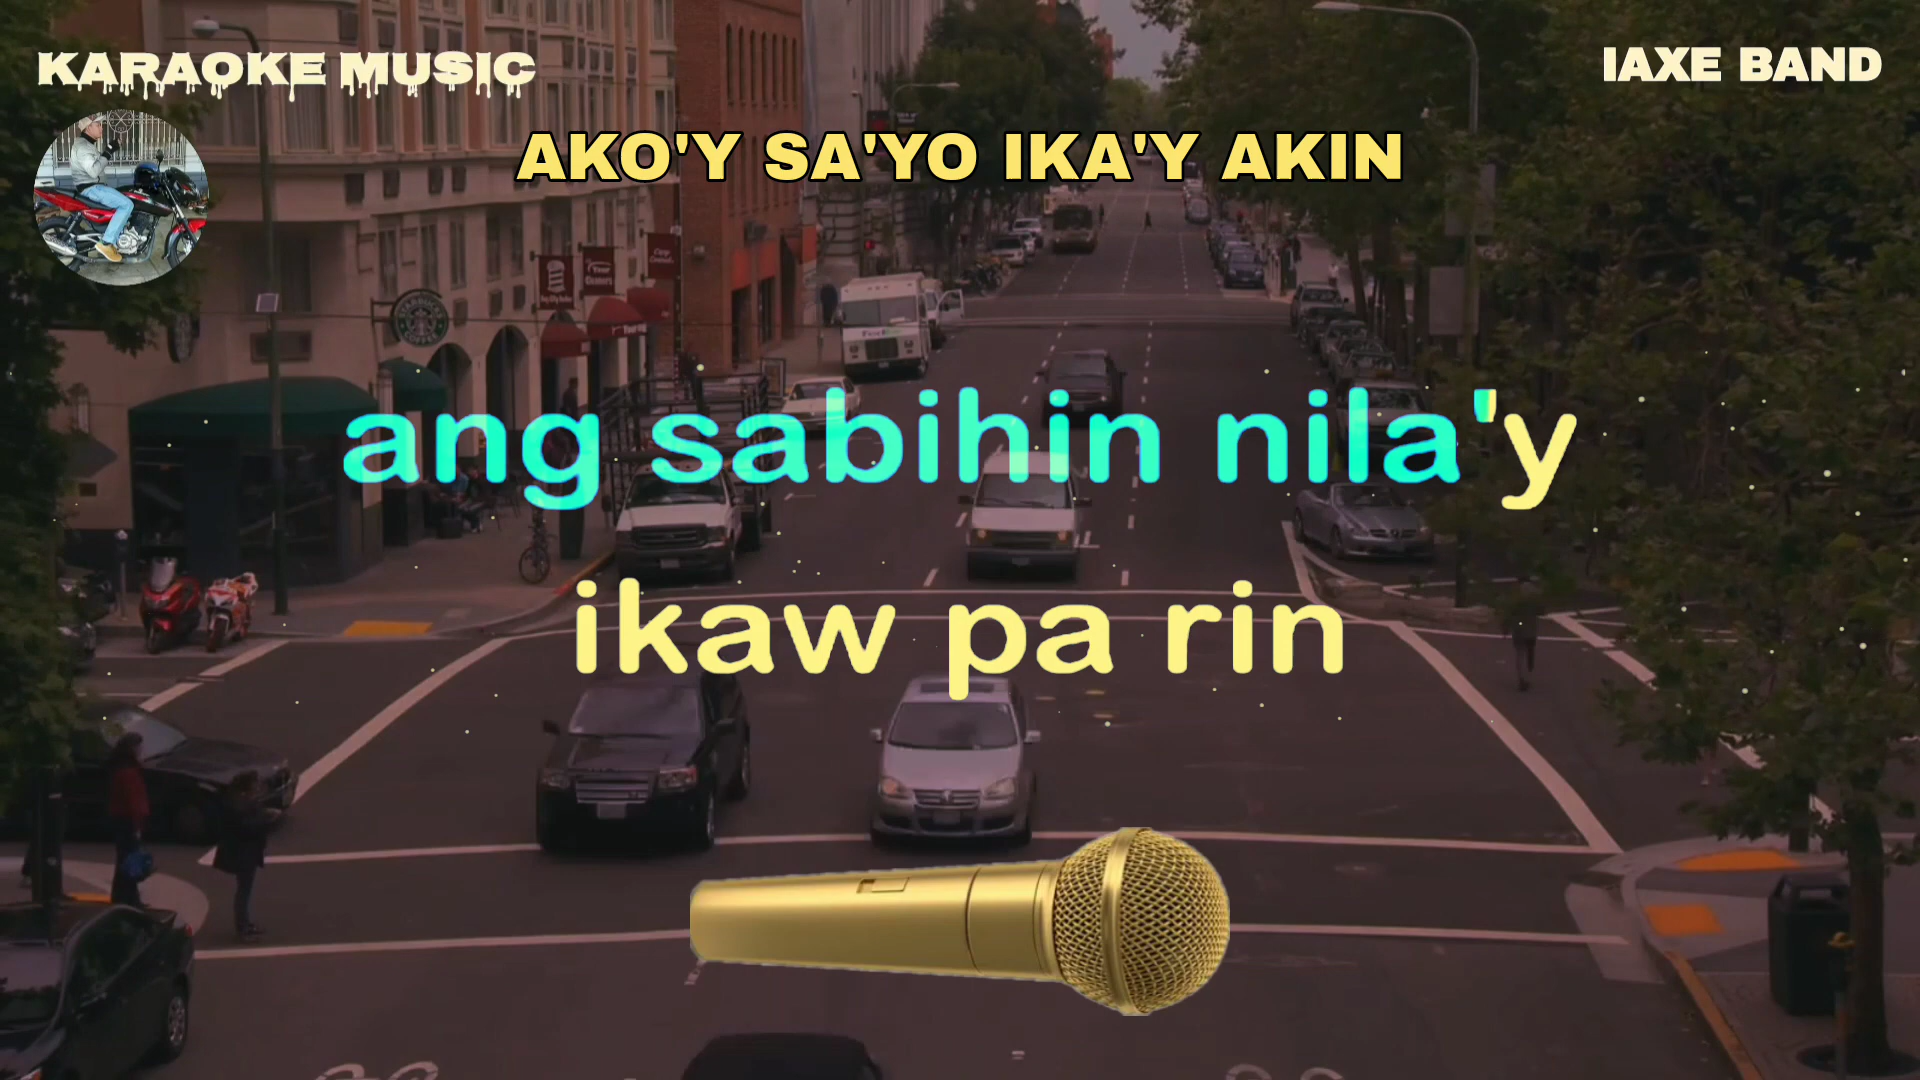 KARAOKE MUSIC
IAXE BAND
AKO'Y SA'YO IKA'Y AKIN
ang sabihin nila'y
ikaw pa rin